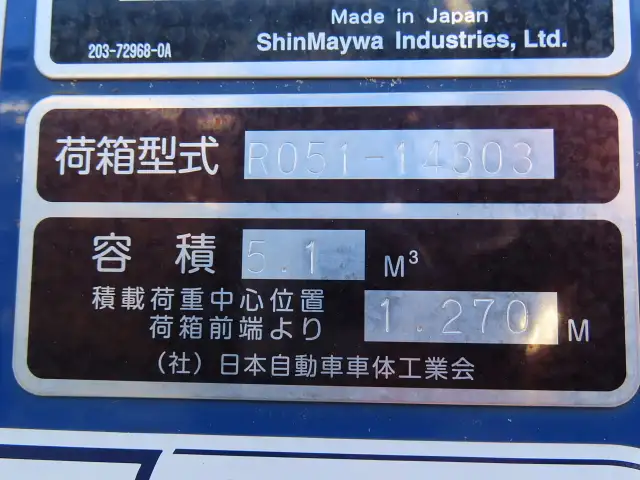 Made in Japan
203-72968-0A ShinMaywa Industries, Ltd.
荷箱型式 R051-14303
容積 5.1 M³
積載荷重中心位置
荷箱前端より 1.270 M
(社)日本自動車車体工業会